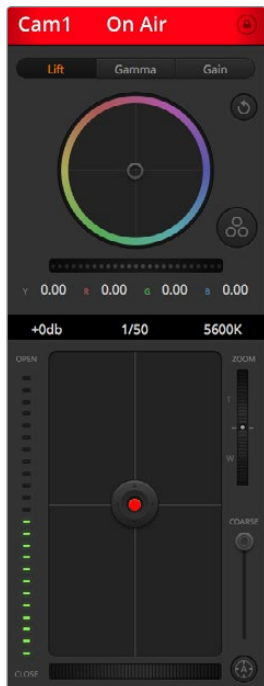 Cam1 On Air
Lift Gamma Gain
Y 0.00 R 0.00 G 0.00 B 0.00
+0db 1/50 5600K
OPEN ZOOM
T
W
COARSE
CLOSE A